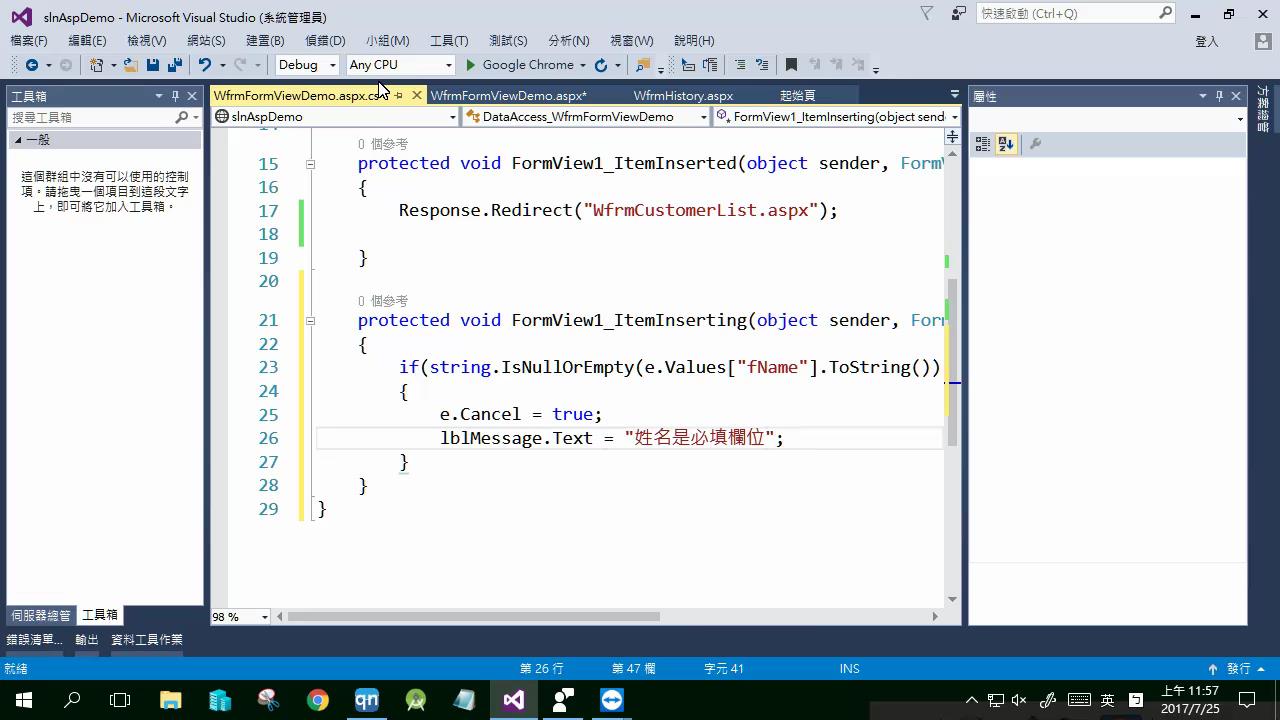 slnAspDemo - Microsoft Visual Studio (系統管理員)
快速啟動 (Ctrl+Q)
檔案(F) 編輯(E) 檢視(V) 網站(S) 建置(B) 偵錯(D) 小組(M) 工具(T) 測試(S) 分析(N) 視窗(W) 說明(H) 登入
Debug Any CPU Google Chrome
工具箱
搜尋工具箱
一般
這個群組中沒有可以使用的控制
項。請拖曳一個項目到這段文字
上，即可將它加入工具箱。
WfrmFormViewDemo.aspx.cs WfrmFormViewDemo.aspx* WfrmHistory.aspx 起始頁
slnAspDemo DataAccess_WfrmFormViewDemo FormView1_ItemInserting(object send
14
0 個參考
15 protected void FormView1_ItemInserted(object sender, FormV
16 {
17 Response.Redirect("WfrmCustomerList.aspx");
18
19 }
20
0 個參考
21 protected void FormView1_ItemInserting(object sender, Form
22 {
23 if(string.IsNullOrEmpty(e.Values["fName"].ToString())
24 {
25 e.Cancel = true;
26 lblMessage.Text = "姓名是必填欄位";
27 }
28 }
29 }
98 %
屬性
方案總管
伺服器總管 工具箱
錯誤清單... 輸出 資料工具作業
就緒 第 26 行 第 47 欄 字元 41 INS 發行
qn
英
上午 11:57
2017/7/25